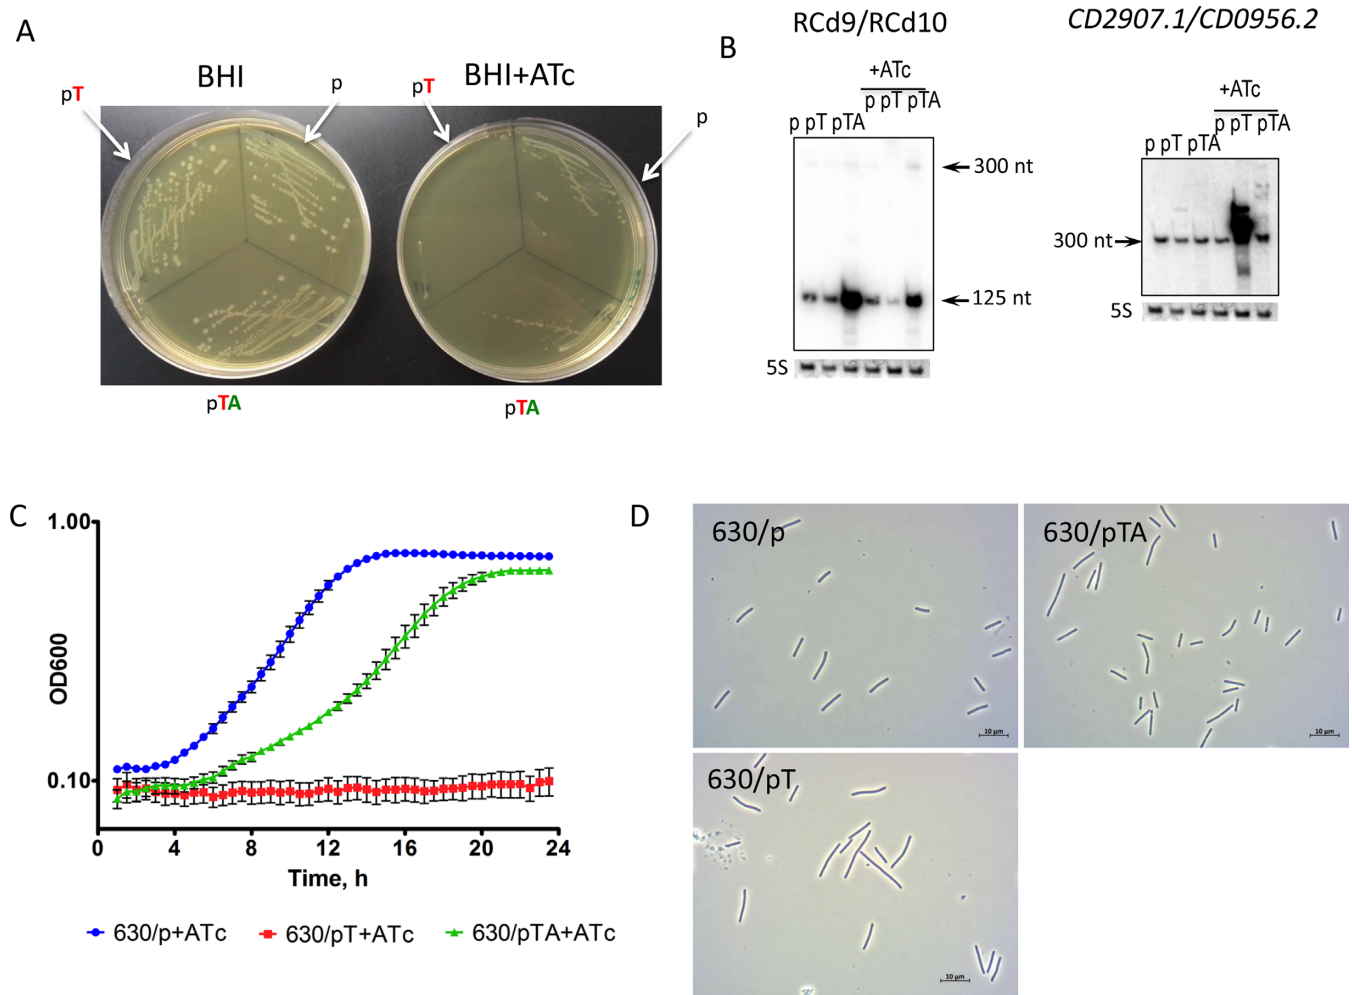 A
BHI
BHI+ATc
pT
p
pT
p
pTA
pTA
B
RCd9/RCd10
CD2907.1/CD0956.2
+ATc
p pT pTA
p pT pTA
300 nt
125 nt
5S
+ATc
p pT pTA
p pT pTA
300 nt
5S
C
1.00
0.10
OD600
0 4 8 12 16 20 24
Time, h
630/p+ATc 630/pT+ATc 630/pTA+ATc
D
630/p
10 µm
630/pTA
10 µm
630/pT
10 µm